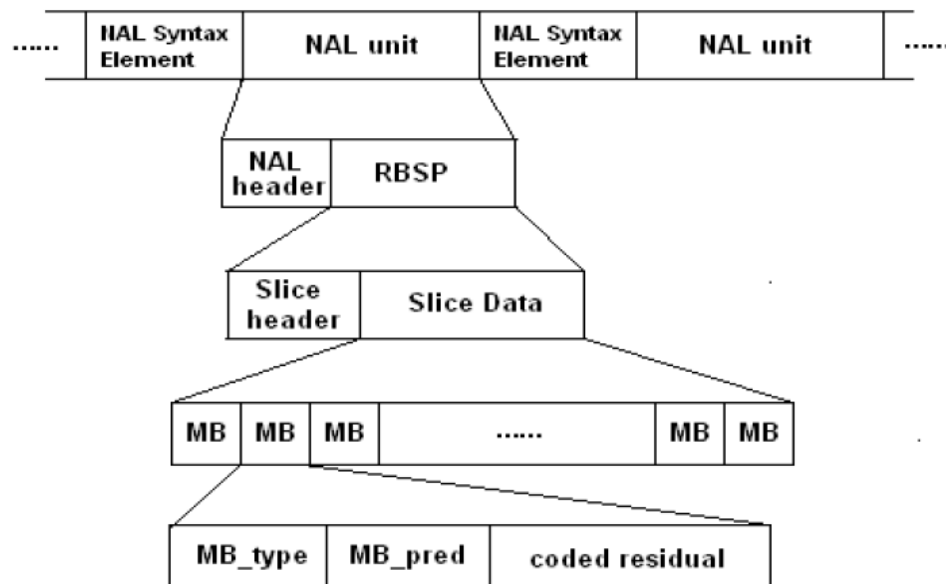 ...... NAL Syntax Element NAL unit NAL Syntax Element NAL unit ......
NAL header RBSP
Slice header Slice Data
MB MB MB ...... MB MB
MB_type MB_pred coded residual